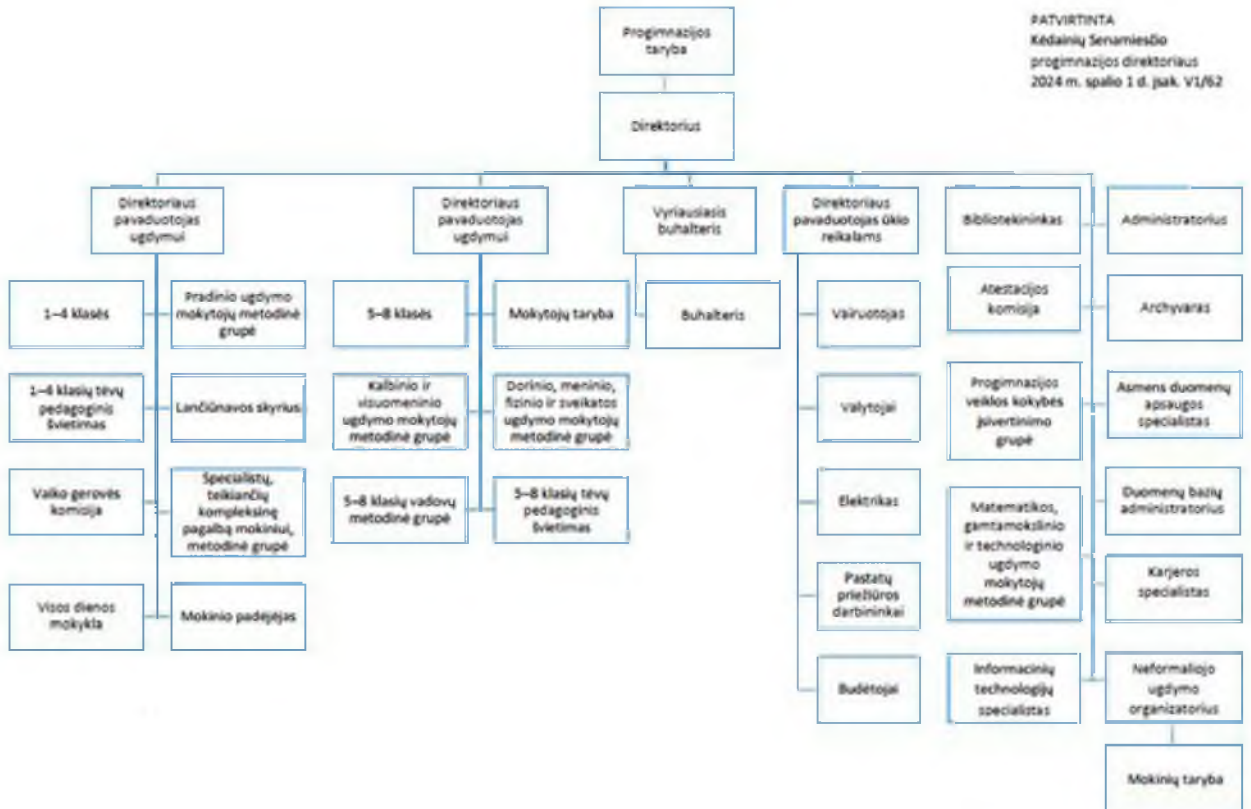 PATVIRTINTA
Kėdainių Senamiesčio
progimnazijos direktoriaus
2024 m. spalio 1 d. įsak. V1/62
Progimnazijos
taryba
Direktorius
Direktoriaus
pavaduotojas
ugdymui
Direktoriaus
pavaduotojas
ugdymui
Vyriausiasis
buhalteris
Direktoriaus
pavaduotojas ūkio
reikalams
Bibliotekininkas
Administratorius
1–4 klasės
Pradinio ugdymo
mokytojų metodinė
grupė
5–8 klasės
Mokytojų taryba
Buhalteris
Vairuotojas
Atestacijos
komisija
Archyvaras
1–4 klasių tėvų
pedagoginis
švietimas
Lančiūnavos skyrius
Kalbinio ir
visuomeninio
ugdymo mokytojų
metodinė grupė
Dorinio, meninio,
fizinio ir sveikatos
ugdymo mokytojų
metodinė grupė
Valytojai
Progimnazijos
veiklos kokybės
įsivertinimo
grupė
Asmens duomenų
apsaugos
specialistas
Vaiko gerovės
komisija
Specialistų,
teikiančių
kompleksinę
pagalbą mokiniui,
metodinė grupė
5–8 klasių vadovų
metodinė grupė
5–8 klasių tėvų
pedagoginis
švietimas
Elektrikas
Matematikos,
gamtamokslinio
ir technologinio
ugdymo
mokytojų
metodinė grupė
Duomenų bazių
administratorius
Visos dienos
mokykla
Mokinio padėjėjas
Pastatų
priežiūros
darbininkai
Karjeros
specialistas
Budėtojai
Informacinių
technologijų
specialistas
Neformaliojo
ugdymo
organizatorius
Mokinių taryba